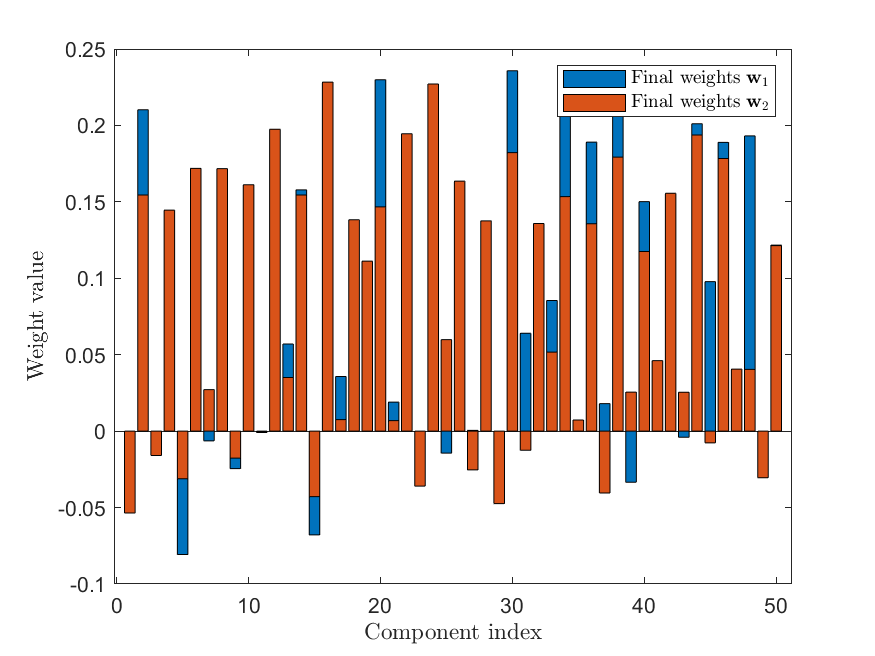 0.25
0.2
0.15
0.1
0.05
0
-0.05
-0.1
Weight value
Final weights w₁
Final weights w₂
0 10 20 30 40 50
Component index